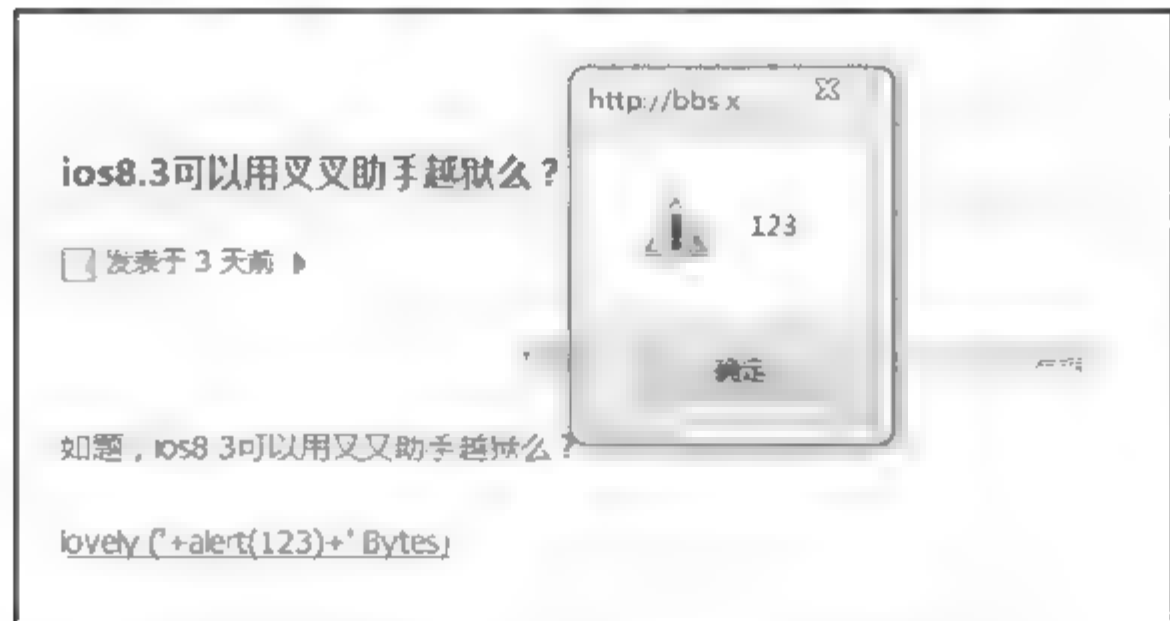 http://bbs x
ios8.3可以用叉叉助手越狱么？
123
发表于 3 天前
确定
如题，ios8 3可以用叉叉助手越狱么？
lovely ('+alert(123)+' Bytes)